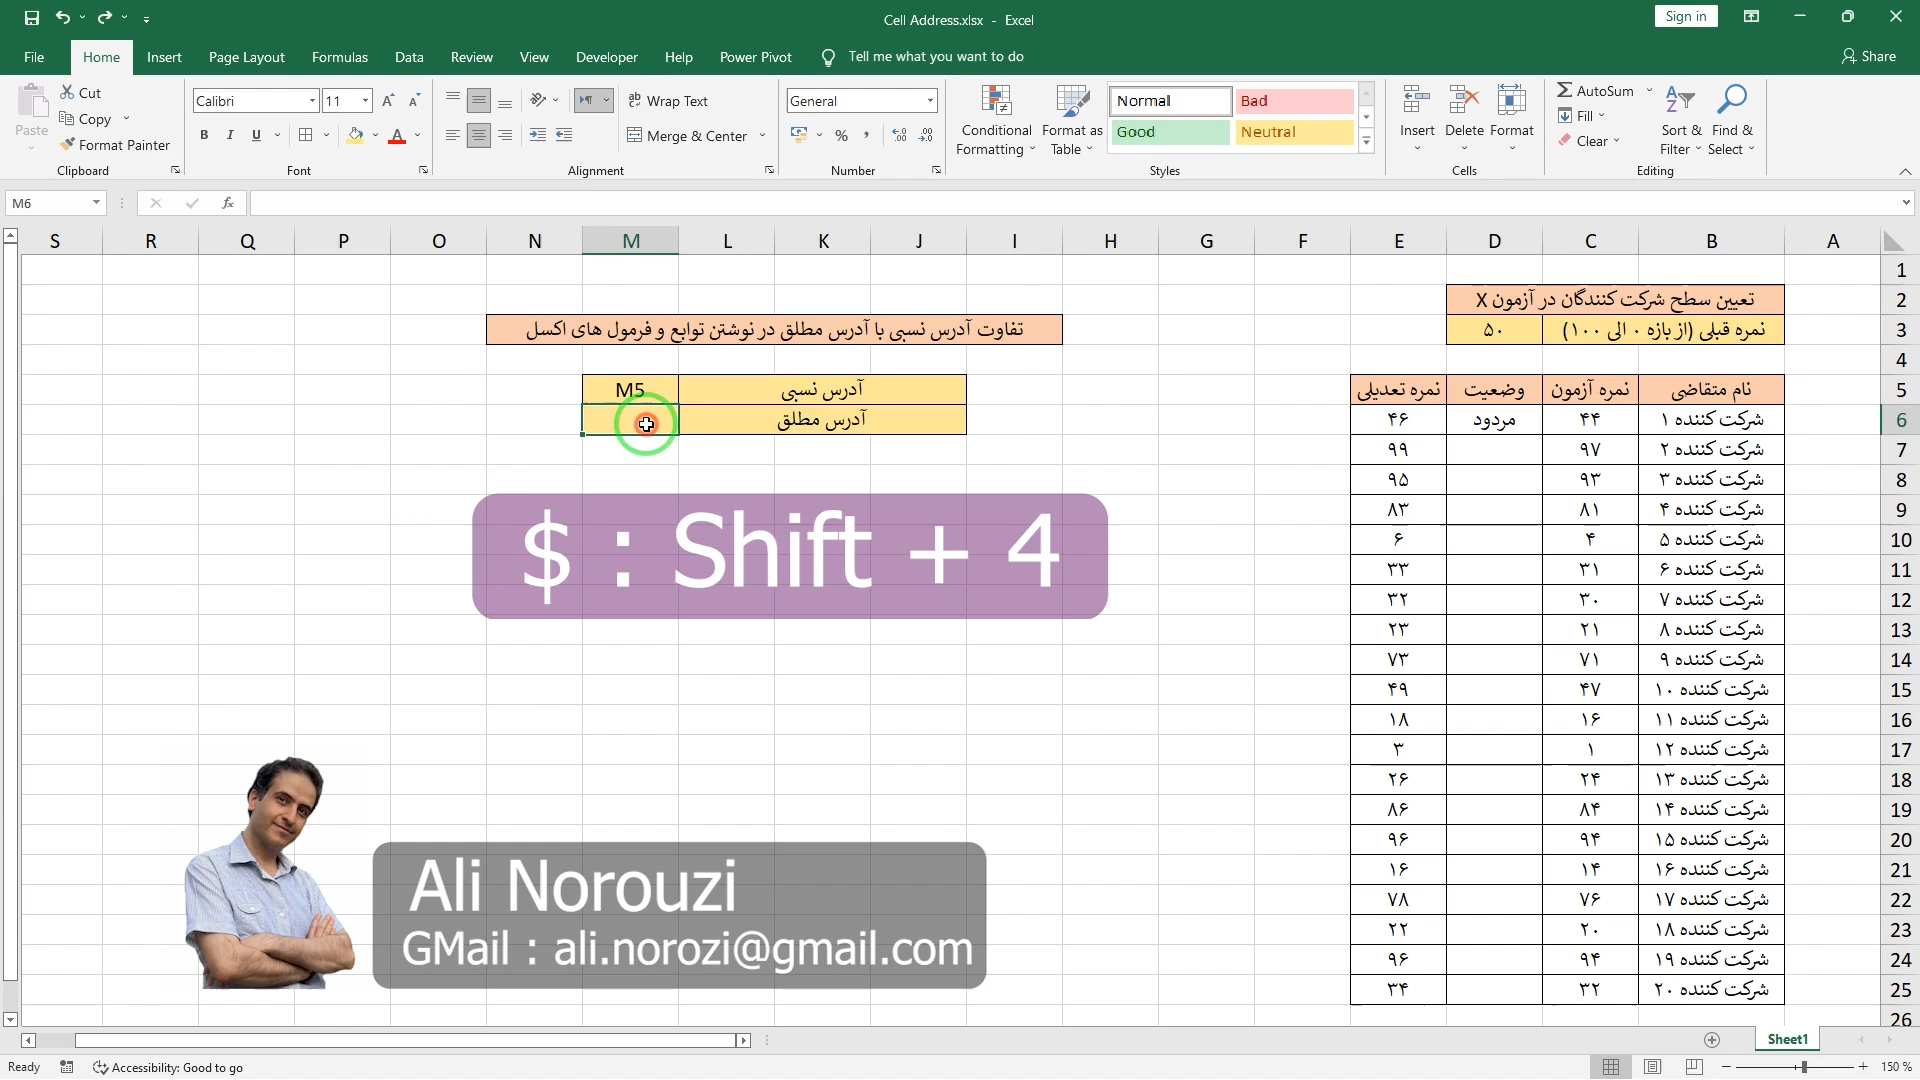 Cell Address.xlsx - Excel
Sign in
File Home Insert Page Layout Formulas Data Review View Developer Help Power Pivot Tell me what you want to do Share
Paste
Cut
Copy
Format Painter
Clipboard
Calibri 11
B I U
Font
Wrap Text
Merge & Center
Alignment
General
% ,
Number
Conditional Formatting
Format as Table
Normal Bad
Good Neutral
Styles
Insert Delete Format
Cells
AutoSum
Fill
Clear
Sort & Filter
Find & Select
Editing
M6
fx
S R Q P O N M L K J I H G F E D C B A
1
2 تعیین سطح شرکت کنندگان در آزمون X
3 نمره قبلی (از بازه ۰ الی ۱۰۰) ۵۰
تفاوت آدرس نسبی با آدرس مطلق در نوشتن توابع و فرمول های اکسل
4
5 نام متقاضی نمره آزمون وضعیت نمره تعدیلی
آدرس نسبی M5
6 شرکت کننده ۱ ۴۴ مردود ۴۶
آدرس مطلق
7 شرکت کننده ۲ ۹۷ ۹۹
8 شرکت کننده ۳ ۹۳ ۹۵
9 شرکت کننده ۴ ۸۱ ۸۳
10 شرکت کننده ۵ ۴ ۶
11 شرکت کننده ۶ ۳۱ ۳۳
12 شرکت کننده ۷ ۳۰ ۳۲
13 شرکت کننده ۸ ۲۱ ۲۳
14 شرکت کننده ۹ ۷۱ ۷۳
15 شرکت کننده ۱۰ ۴۷ ۴۹
16 شرکت کننده ۱۱ ۱۶ ۱۸
17 شرکت کننده ۱۲ ۱ ۳
18 شرکت کننده ۱۳ ۲۴ ۲۶
19 شرکت کننده ۱۴ ۸۴ ۸۶
20 شرکت کننده ۱۵ ۹۴ ۹۶
21 شرکت کننده ۱۶ ۱۴ ۱۶
22 شرکت کننده ۱۷ ۷۶ ۷۸
23 شرکت کننده ۱۸ ۲۰ ۲۲
24 شرکت کننده ۱۹ ۹۴ ۹۶
25 شرکت کننده ۲۰ ۳۲ ۳۴
26
$ : Shift + 4
Ali Norouzi
GMail : ali.norozi@gmail.com
Sheet1
Ready Accessibility: Good to go 150 %